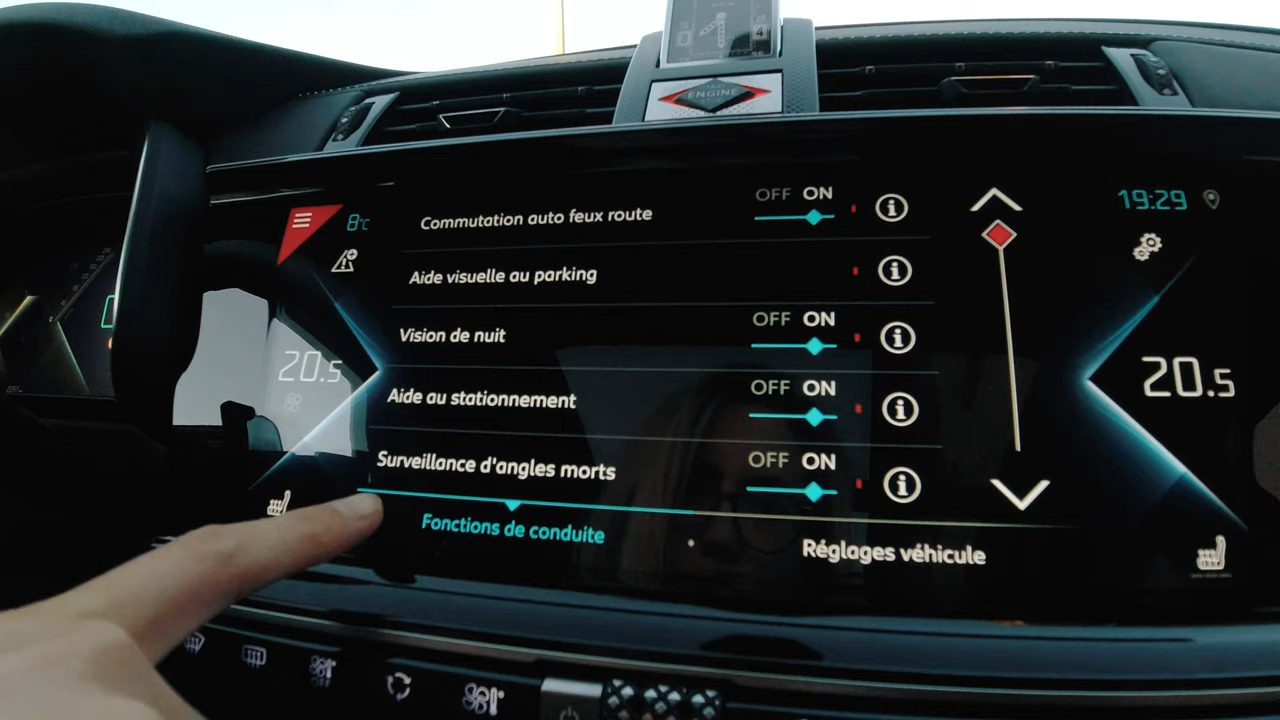 ENGINE
OFF ON
Commutation auto feux route
19:29
8°C
Aide visuelle au parking
OFF ON
Vision de nuit
20.5
20.5
OFF ON
Aide au stationnement
OFF ON
Surveillance d'angles morts
Fonctions de conduite
Réglages véhicule
OFF